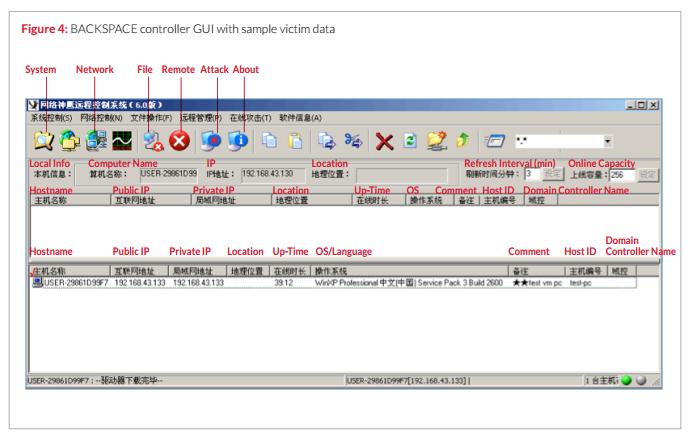 Figure 4: BACKSPACE controller GUI with sample victim data
System Network File Remote Attack About
网络神鹰远程控制系统（6.0版）
系统控制(S) 网络控制(N) 文件操作(F) 远程管理(P) 在线攻击(T) 软件信息(A)
*.*
Local Info Computer Name IP Location Refresh Interval (min) Online Capacity
本机信息： 算机名称： USER-29861D99 IP地址： 192.168.43.130 地理位置： 刷新时间分钟： 3 设定 上线容量： 256 设定
Hostname Public IP Private IP Location Up-Time OS Comment Host ID Domain Controller Name
主机名称 互联网地址 局域网地址 地理位置 在线时长 操作系统 备注 主机编号 域控
Hostname Public IP Private IP Location Up-Time OS/Language Comment Host ID Domain Controller Name
主机名称 互联网地址 局域网地址 地理位置 在线时长 操作系统 备注 主机编号 域控
USER-29861D99F7 192.168.43.133 192.168.43.133 39:12 WinXP Professional 中文(中国) Service Pack 3 Build 2600 ★★test vm pc test-pc
USER-29861D99F7：--驱动器下载完毕-- USER-29861D99F7[192.168.43.133] | 1 台主机